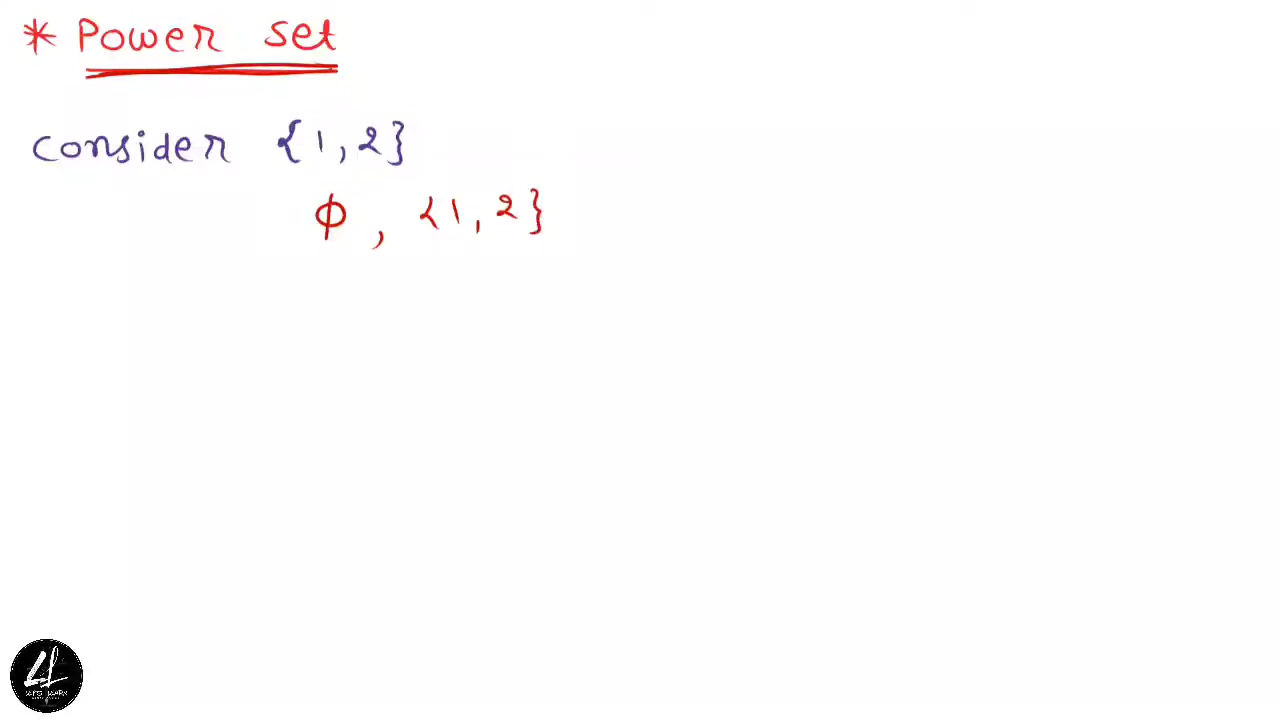 * Power set
consider {1, 2}
ϕ, {1, 2}